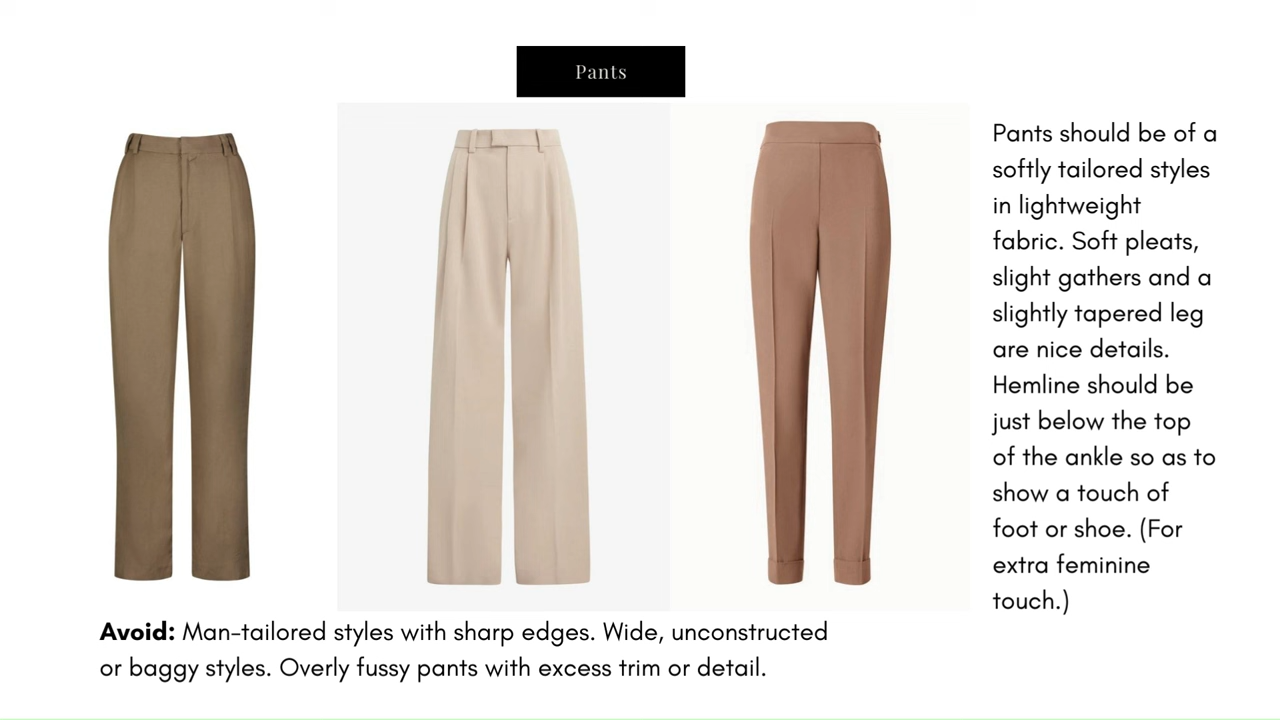 Pants
Pants should be of a
softly tailored styles
in lightweight
fabric. Soft pleats,
slight gathers and a
slightly tapered leg
are nice details.
Hemline should be
just below the top
of the ankle so as to
show a touch of
foot or shoe. (For
extra feminine
touch.)
Avoid: Man-tailored styles with sharp edges. Wide, unconstructed
or baggy styles. Overly fussy pants with excess trim or detail.